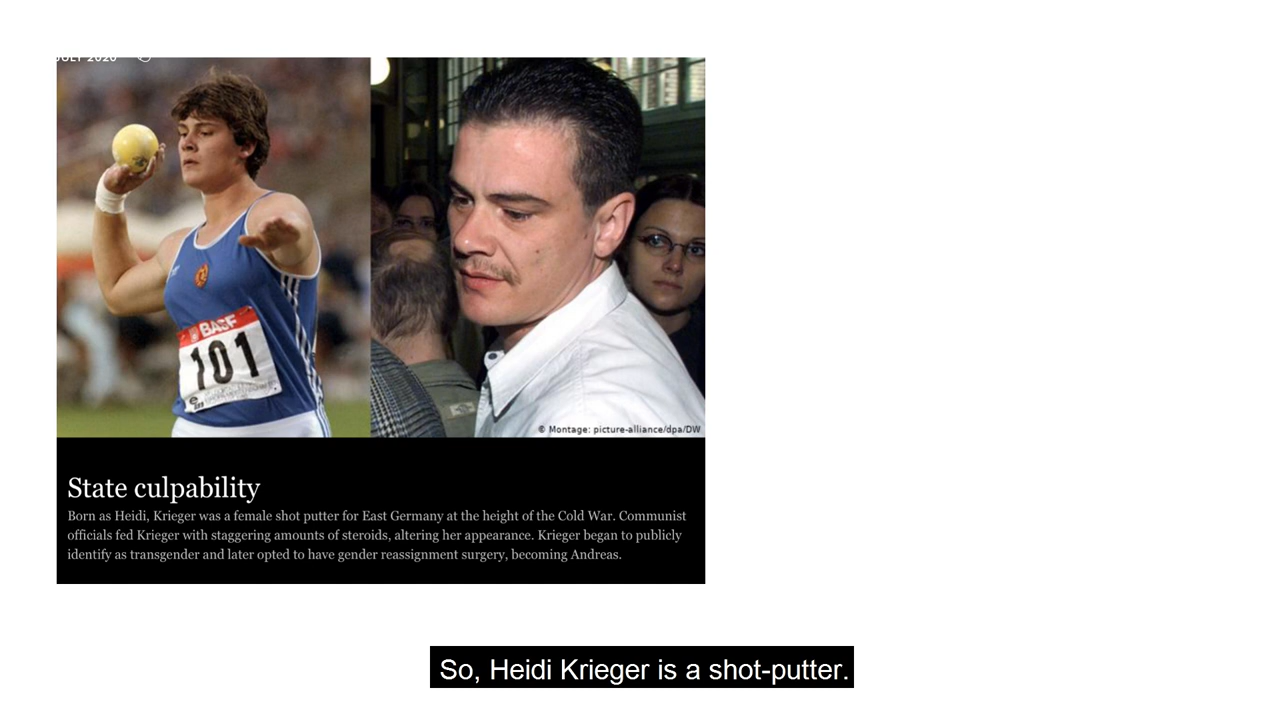 JULY 2020
BASF
101
© Montage: picture-alliance/dpa/DW
State culpability
Born as Heidi, Krieger was a female shot putter for East Germany at the height of the Cold War. Communist
officials fed Krieger with staggering amounts of steroids, altering her appearance. Krieger began to publicly
identify as transgender and later opted to have gender reassignment surgery, becoming Andreas.
So, Heidi Krieger is a shot-putter.